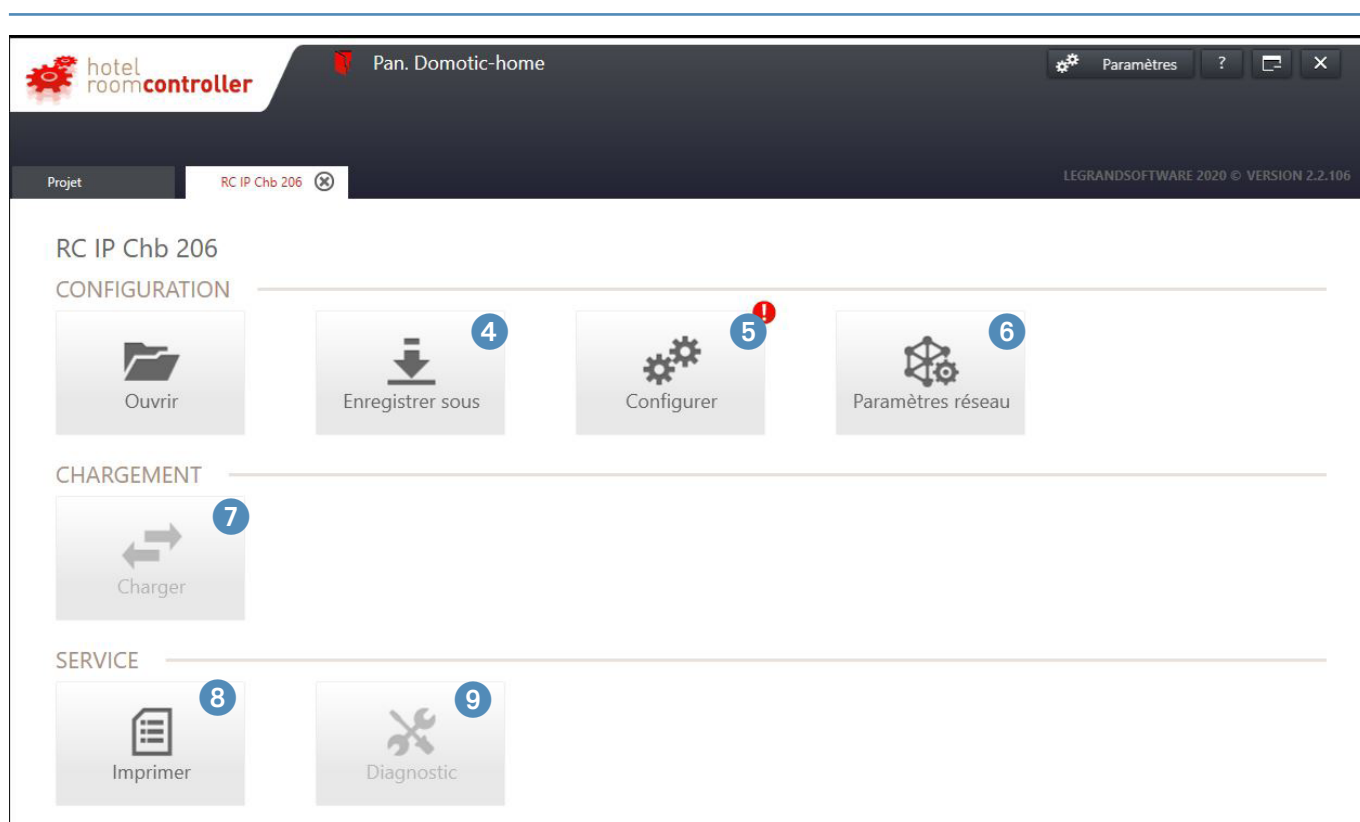 hotel
roomcontroller
Pan. Domotic-home
Paramètres ?
Projet
RC IP Chb 206
LEGRANDSOFTWARE 2020 © VERSION 2.2.106
RC IP Chb 206
CONFIGURATION
4
5
!
6
Ouvrir
Enregistrer sous
Configurer
Paramètres réseau
CHARGEMENT
7
Charger
SERVICE
8
9
Imprimer
Diagnostic